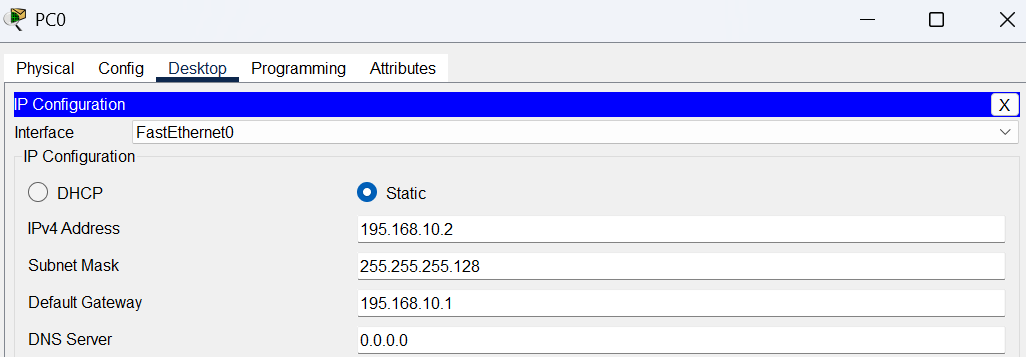 PC0
Physical Config Desktop Programming Attributes
IP Configuration X
Interface FastEthernet0
IP Configuration
DHCP Static
IPv4 Address 195.168.10.2
Subnet Mask 255.255.255.128
Default Gateway 195.168.10.1
DNS Server 0.0.0.0